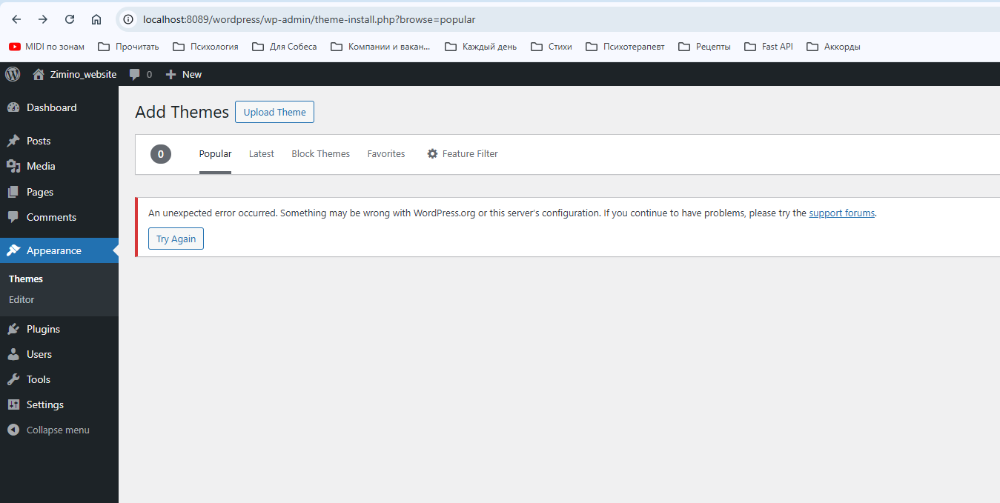 localhost:8089/wordpress/wp-admin/theme-install.php?browse=popular
MIDI по зонам Прочитать Психология Для Собеса Компании и вакан... Каждый день Стихи Психотерапевт Рецепты Fast API Аккорды
Zimino_website 0 New
Dashboard
Posts
Media
Pages
Comments
Appearance
Themes
Editor
Plugins
Users
Tools
Settings
Collapse menu
Add Themes Upload Theme
0 Popular Latest Block Themes Favorites Feature Filter
An unexpected error occurred. Something may be wrong with WordPress.org or this server's configuration. If you continue to have problems, please try the support forums.
Try Again